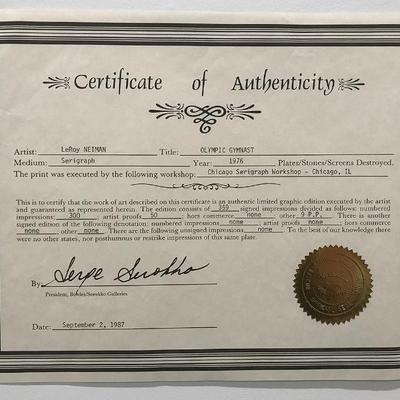 Certificate of Authenticity
Artist: LeRoy NEIMAN Title: OLYMPIC GYMNAST
Medium: Serigraph Year: 1976 Plates/Stones/Screens Destroyed.
The print was executed by the following workshop: Chicago Serigraph Workshop - Chicago, IL
This is to certify that the work of art described on this certificate is an authentic limited graphic edition executed by the artist
and guaranteed as represented herein. The edition consists of 359 signed impressions divided as follows: numbered
impressions: 300 ; artist proofs 50 ; hors commerce none ; other 9 P.P. There is another
signed edition of the following denotation: numbered impressions none ; artist proofs none ; hors commerce
none ; other none . There are the following unsigned impressions none . To the best of our knowledge there
were no other states, nor posthumous or restrike impressions of this same plate.
By: Serge Sorokko
President, Bowles/Sorokko Galleries
Date: September 2, 1987